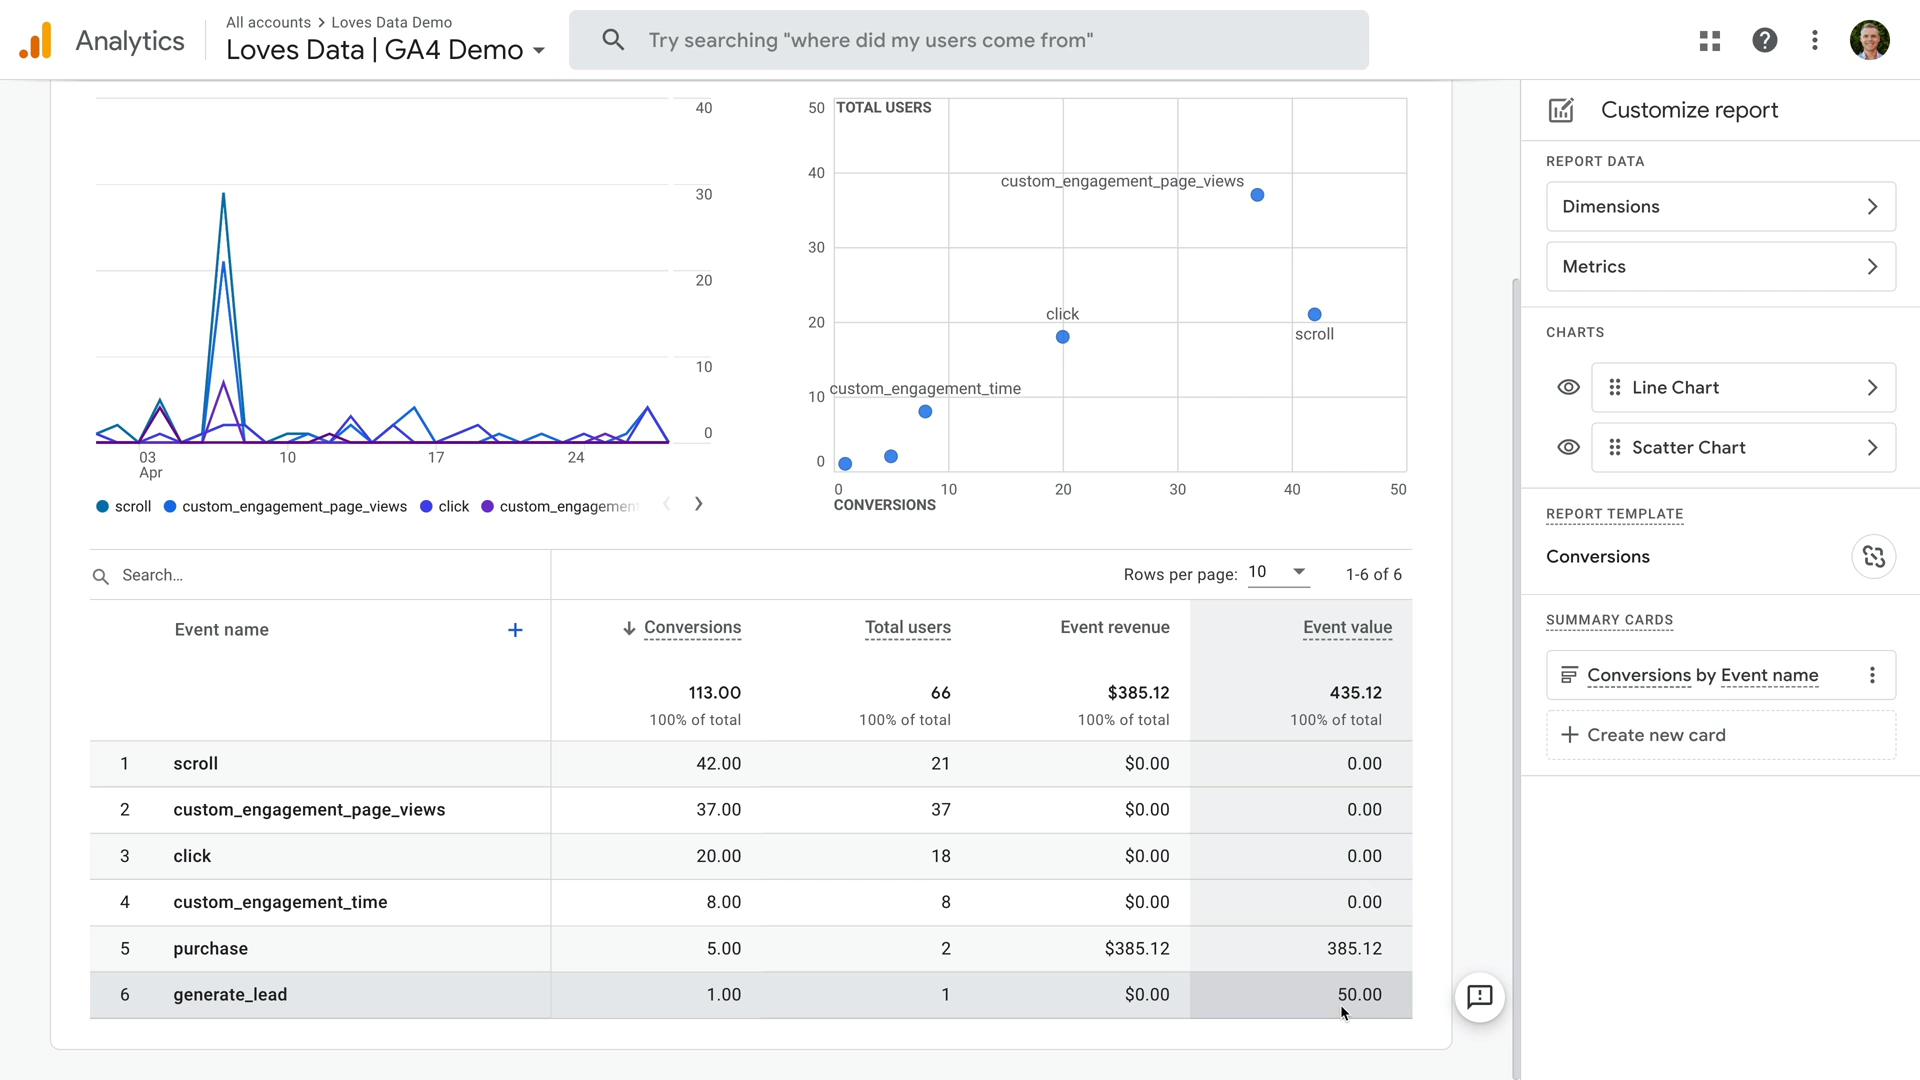 Analytics
All accounts > Loves Data Demo
Loves Data | GA4 Demo
Try searching "where did my users come from"
40
30
20
10
0
03
Apr
10
17
24
scroll
custom_engagement_page_views
click
custom_engagemen
50
TOTAL USERS
40
30
20
10
0
custom_engagement_page_views
click
scroll
custom_engagement_time
0
10
20
30
40
50
CONVERSIONS
Search...
Rows per page: 10
1-6 of 6
Event name +
Conversions Total users Event revenue Event value
113.00 66 $385.12 435.12
100% of total 100% of total 100% of total 100% of total
1 scroll 42.00 21 $0.00 0.00
2 custom_engagement_page_views 37.00 37 $0.00 0.00
3 click 20.00 18 $0.00 0.00
4 custom_engagement_time 8.00 8 $0.00 0.00
5 purchase 5.00 2 $385.12 385.12
6 generate_lead 1.00 1 $0.00 50.00
Customize report
REPORT DATA
Dimensions
Metrics
CHARTS
Line Chart
Scatter Chart
REPORT TEMPLATE
Conversions
SUMMARY CARDS
Conversions by Event name
+ Create new card